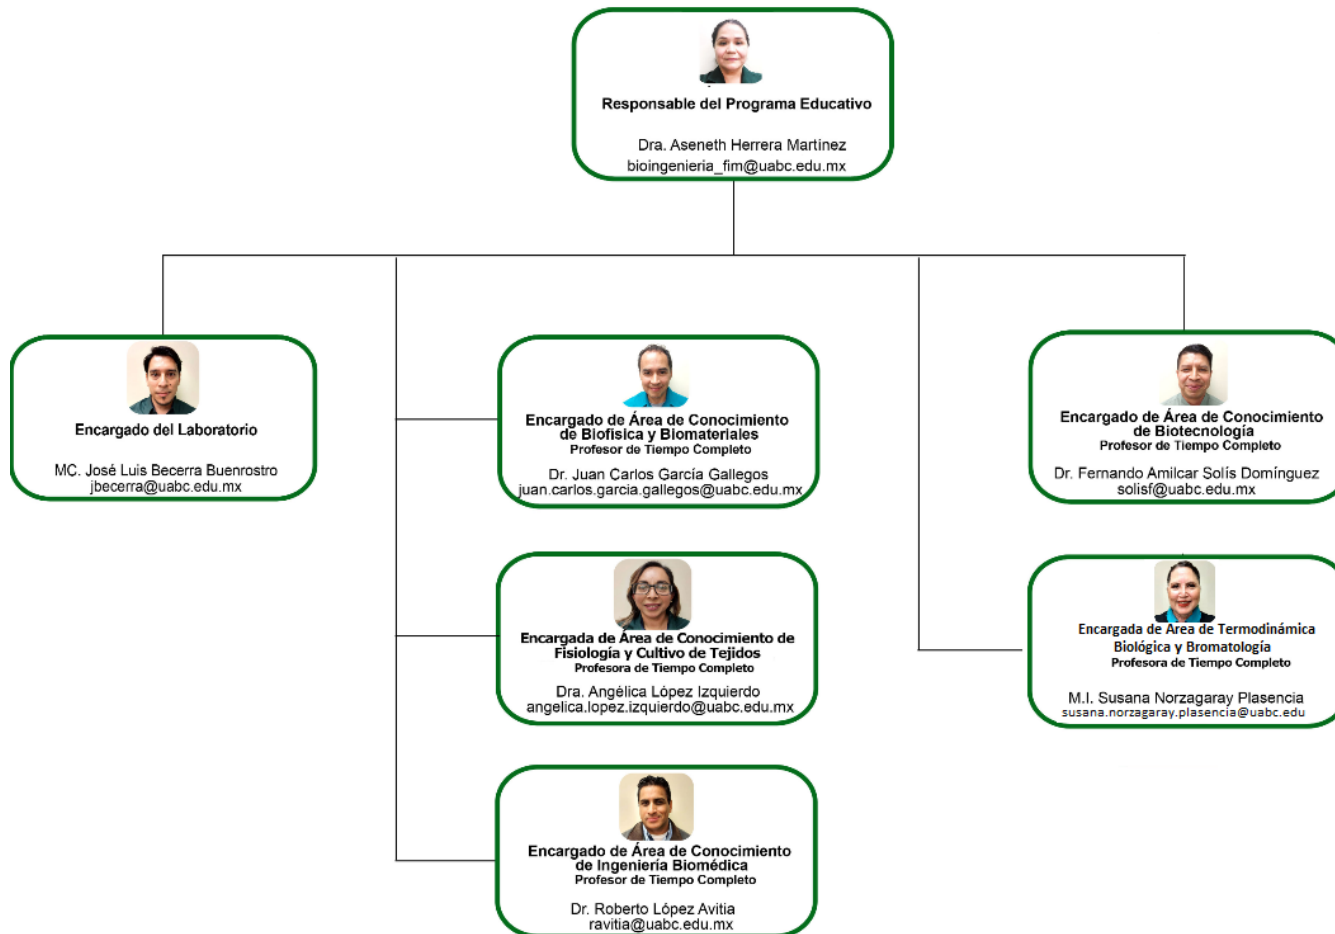 Responsable del Programa Educativo
Dra. Aseneth Herrera Martínez
bioingenieria_fim@uabc.edu.mx
Encargado del Laboratorio
MC. José Luis Becerra Buenrostro
jbecerra@uabc.edu.mx
Encargado de Área de Conocimiento
de Biofísica y Biomateriales
Profesor de Tiempo Completo
Dr. Juan Carlos García Gallegos
juan.carlos.garcia.gallegos@uabc.edu.mx
Encargado de Área de Conocimiento
de Biotecnología
Profesor de Tiempo Completo
Dr. Fernando Amilcar Solís Domínguez
solisf@uabc.edu.mx
Encargada de Área de Conocimiento de
Fisiología y Cultivo de Tejidos
Profesora de Tiempo Completo
Dra. Angélica López Izquierdo
angelica.lopez.izquierdo@uabc.edu.mx
Encargada de Area de Termodinámica
Biológica y Bromatología
Profesora de Tiempo Completo
M.I. Susana Norzagaray Plasencia
susana.norzagaray.plasencia@uabc.edu
Encargado de Área de Conocimiento
de Ingeniería Biomédica
Profesor de Tiempo Completo
Dr. Roberto López Avitia
ravitia@uabc.edu.mx